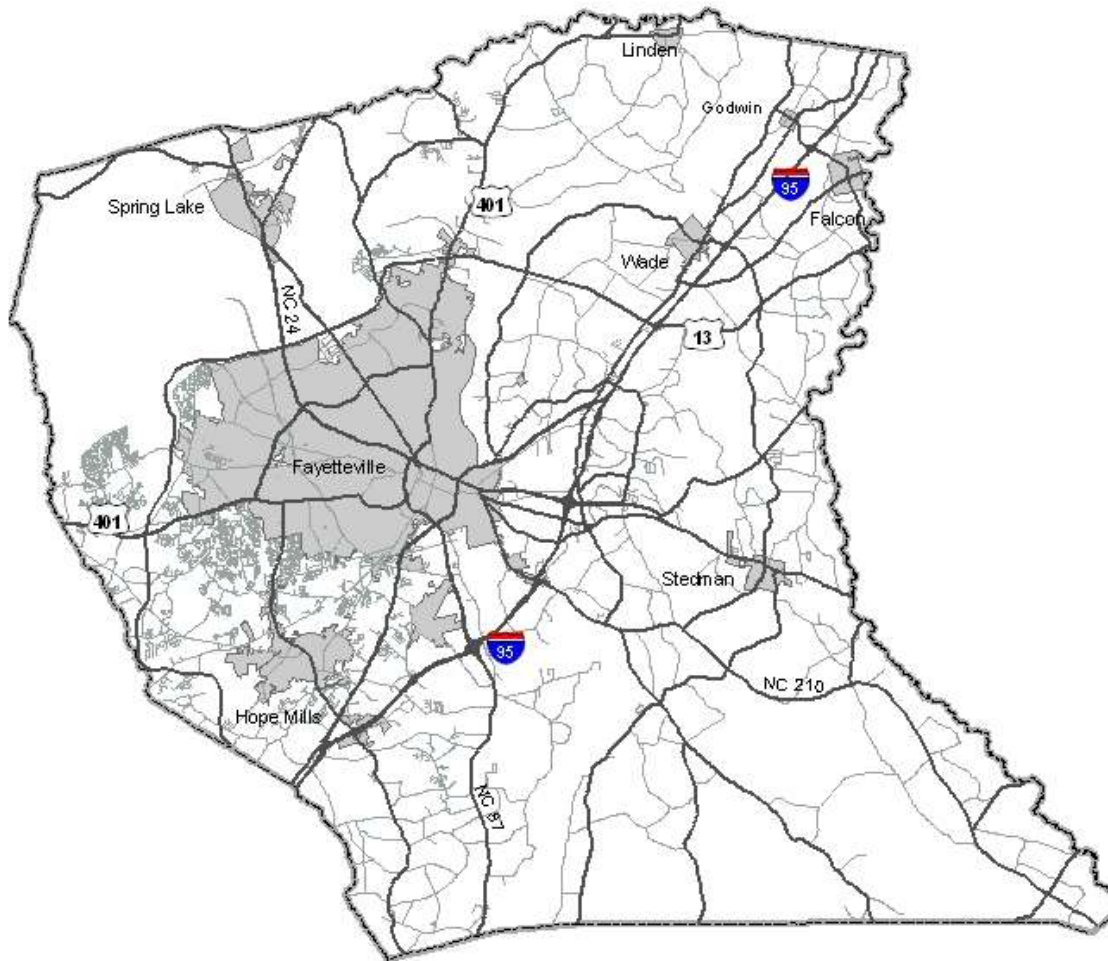 Linden
Godwin
95
Spring Lake
401
Falcon
Wade
NC 24
13
Fayetteville
401
Stedman
95
NC 210
Hope Mills
NC 87